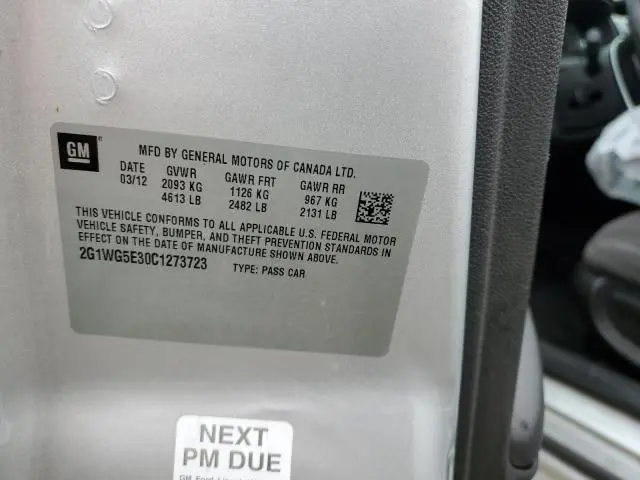 GM
MFD BY GENERAL MOTORS OF CANADA LTD.
DATE GVWR GAWR FRT GAWR RR
03/12 2093 KG 1126 KG 967 KG
4613 LB 2482 LB 2131 LB
THIS VEHICLE CONFORMS TO ALL APPLICABLE U.S. FEDERAL MOTOR
VEHICLE SAFETY, BUMPER, AND THEFT PREVENTION STANDARDS IN
EFFECT ON THE DATE OF MANUFACTURE SHOWN ABOVE.
2G1WG5E30C1273723 TYPE: PASS CAR
NEXT
PM DUE
GM Ford